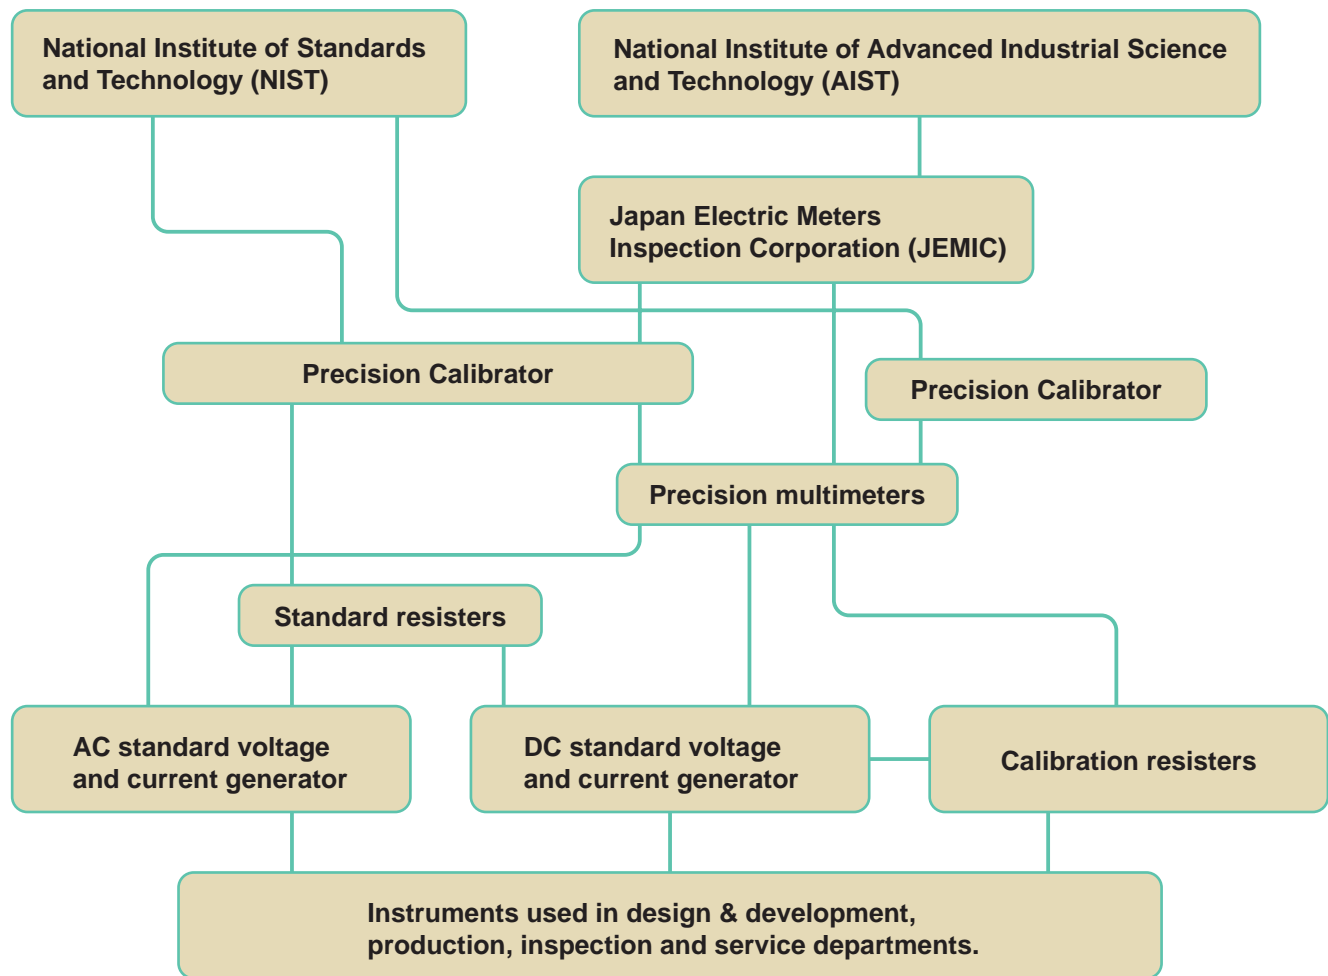 National Institute of Standards
and Technology (NIST)
National Institute of Advanced Industrial Science
and Technology (AIST)
Japan Electric Meters
Inspection Corporation (JEMIC)
Precision Calibrator
Precision Calibrator
Precision multimeters
Standard resisters
AC standard voltage
and current generator
DC standard voltage
and current generator
Calibration resisters
Instruments used in design & development,
production, inspection and service departments.